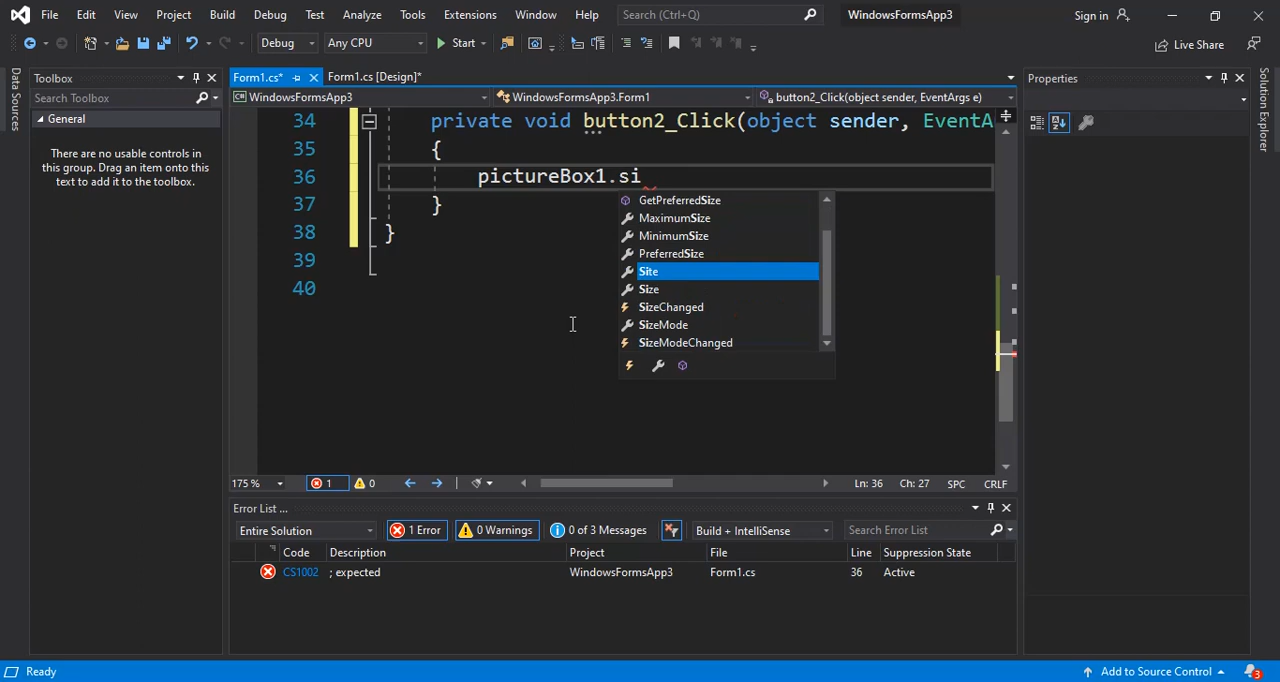 File Edit View Project Build Debug Test Analyze Tools Extensions Window Help Search (Ctrl+Q) WindowsFormsApp3 Sign in
Debug Any CPU Start Live Share
Data Sources
Toolbox
Search Toolbox
General
There are no usable controls in
this group. Drag an item onto this
text to add it to the toolbox.
Form1.cs* Form1.cs [Design]*
WindowsFormsApp3 WindowsFormsApp3.Form1 button2_Click(object sender, EventArgs e)
34 private void button2_Click(object sender, EventA
35 {
36 pictureBox1.si
37 }
38 }
39
40
GetPreferredSize
MaximumSize
MinimumSize
PreferredSize
Site
Size
SizeChanged
SizeMode
SizeModeChanged
175 % 1 0 Ln: 36 Ch: 27 SPC CRLF
Error List ...
Entire Solution 1 Error 0 Warnings 0 of 3 Messages Build + IntelliSense Search Error List
Code Description Project File Line Suppression State
CS1002 ; expected WindowsFormsApp3 Form1.cs 36 Active
Properties
Solution Explorer
Ready Add to Source Control 3